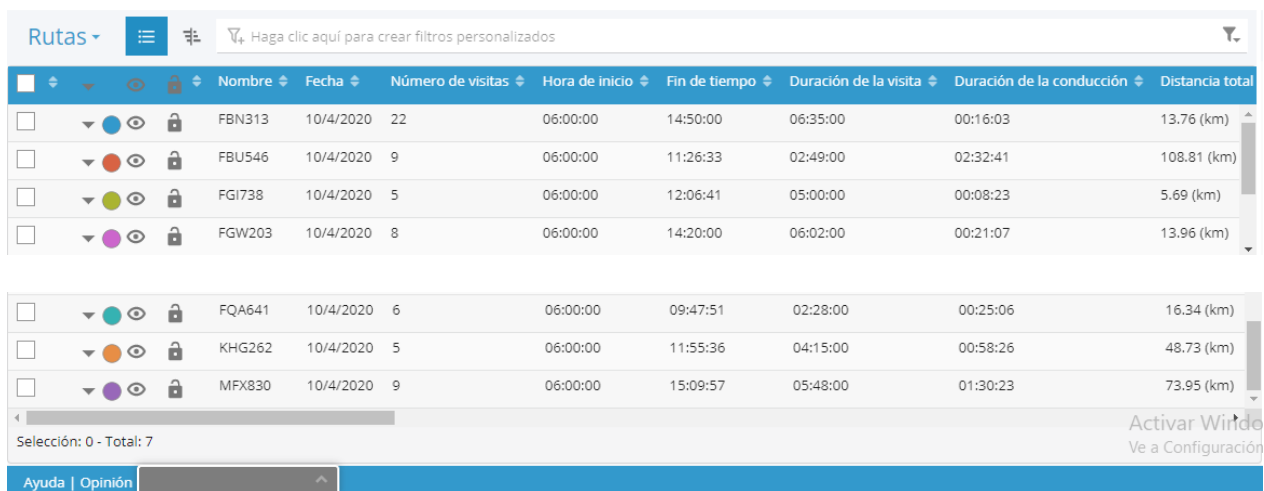 Rutas
Haga clic aquí para crear filtros personalizados
Nombre Fecha Número de visitas Hora de inicio Fin de tiempo Duración de la visita Duración de la conducción Distancia total
FBN313 10/4/2020 22 06:00:00 14:50:00 06:35:00 00:16:03 13.76 (km)
FBU546 10/4/2020 9 06:00:00 11:26:33 02:49:00 02:32:41 108.81 (km)
FGI738 10/4/2020 5 06:00:00 12:06:41 05:00:00 00:08:23 5.69 (km)
FGW203 10/4/2020 8 06:00:00 14:20:00 06:02:00 00:21:07 13.96 (km)
FQA641 10/4/2020 6 06:00:00 09:47:51 02:28:00 00:25:06 16.34 (km)
KHG262 10/4/2020 5 06:00:00 11:55:36 04:15:00 00:58:26 48.73 (km)
MFX830 10/4/2020 9 06:00:00 15:09:57 05:48:00 01:30:23 73.95 (km)
Activar Windo
Selección: 0 - Total: 7
Ve a Configuración
Ayuda | Opinión